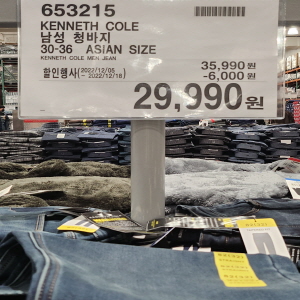 653215
KENNETH COLE
남성 청바지
30-36 ASIAN SIZE
KENNETH COLE MEN JEAN
35,990원
할인행사(2022/12/05 ~ 2022/12/18)
-6,000원
29,990원